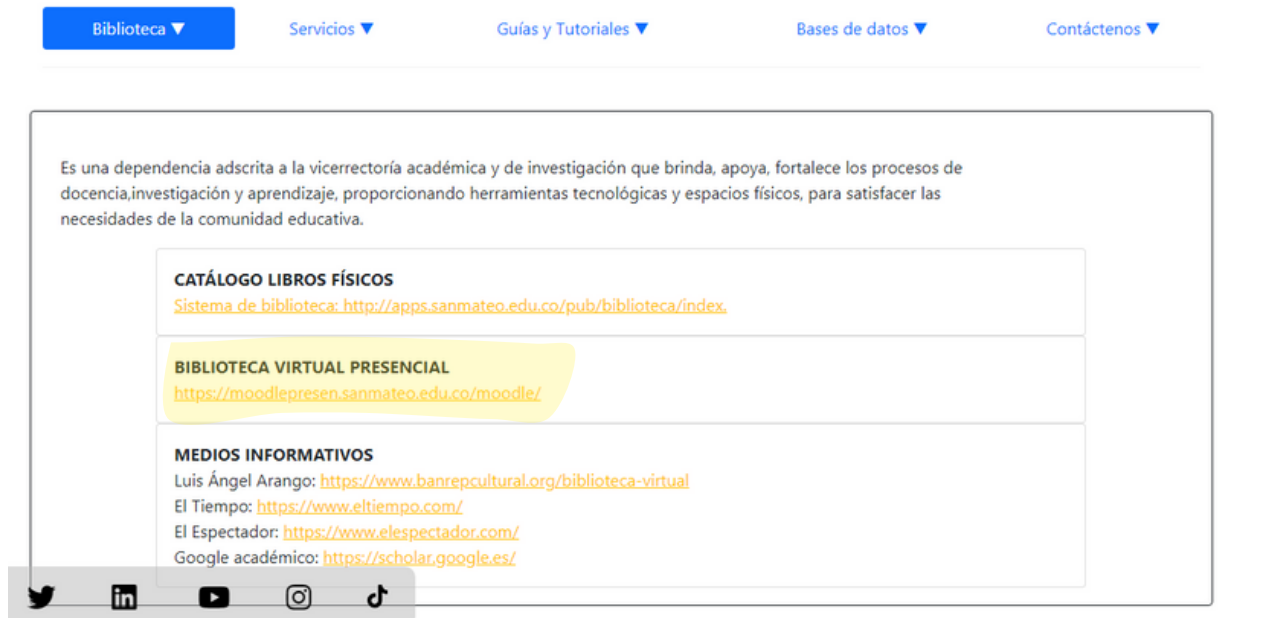 Biblioteca ▼ Servicios ▼ Guías y Tutoriales ▼ Bases de datos ▼ Contáctenos ▼
Es una dependencia adscrita a la vicerrectoría académica y de investigación que brinda, apoya, fortalece los procesos de
docencia,investigación y aprendizaje, proporcionando herramientas tecnológicas y espacios físicos, para satisfacer las
necesidades de la comunidad educativa.
CATÁLOGO LIBROS FÍSICOS
Sistema de biblioteca: http://apps.sanmateo.edu.co/pub/biblioteca/index.
BIBLIOTECA VIRTUAL PRESENCIAL
https://moodlepresen.sanmateo.edu.co/moodle/
MEDIOS INFORMATIVOS
Luis Ángel Arango: https://www.banrepcultural.org/biblioteca-virtual
El Tiempo: https://www.eltiempo.com/
El Espectador: https://www.elespectador.com/
Google académico: https://scholar.google.es/
in